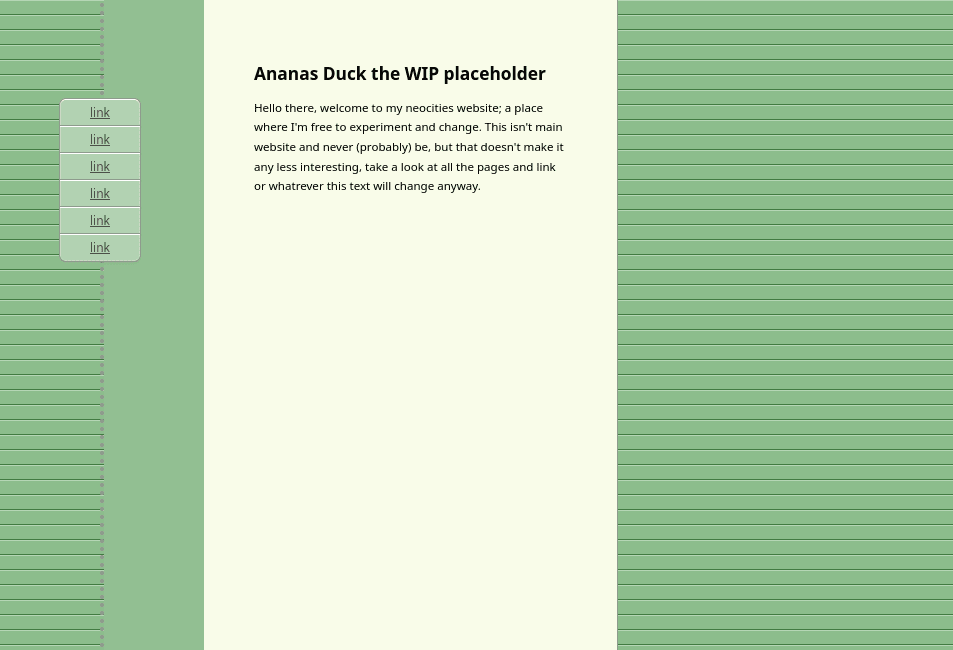 Ananas Duck the WIP placeholder
link
link
link
link
link
link
Hello there, welcome to my neocities website; a place
where I'm free to experiment and change. This isn't main
website and never (probably) be, but that doesn't make it
any less interesting, take a look at all the pages and link
or whatrever this text will change anyway.